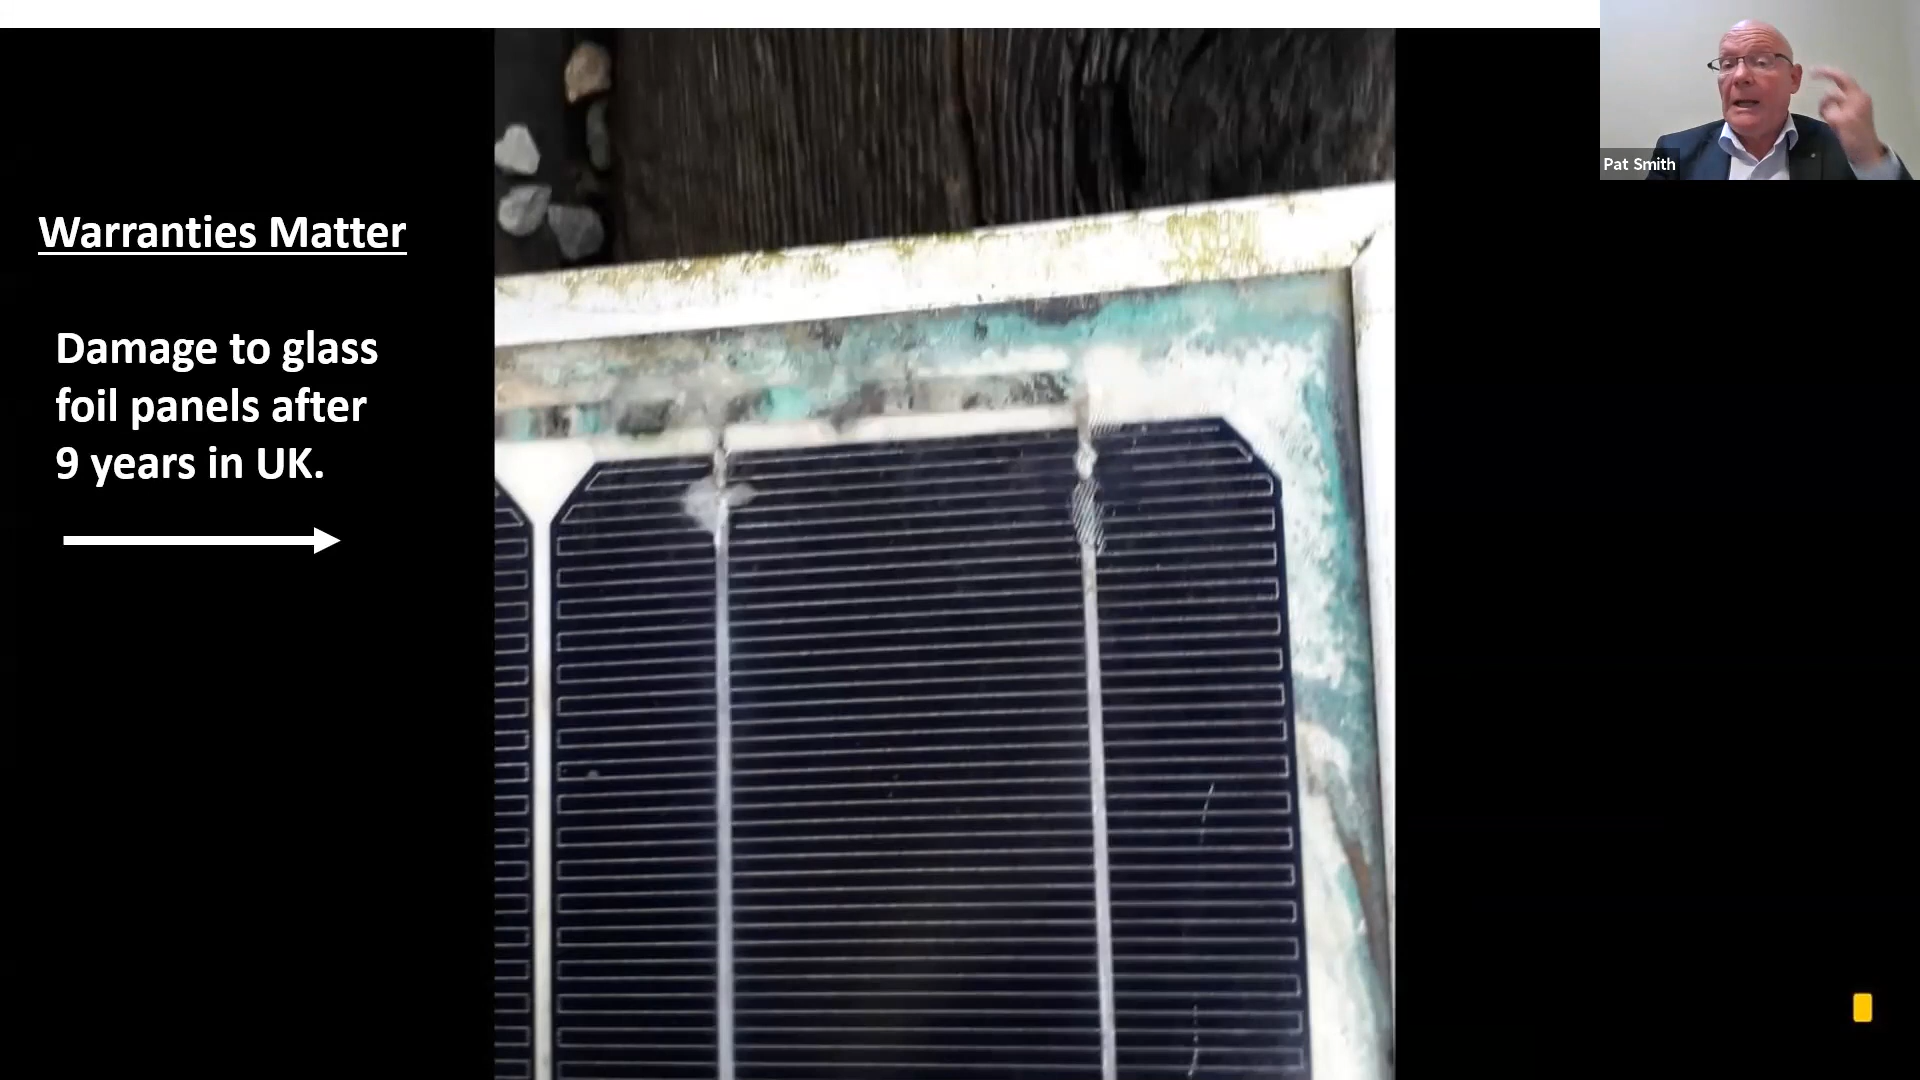 Warranties Matter
Damage to glass
foil panels after
9 years in UK.
Pat Smith